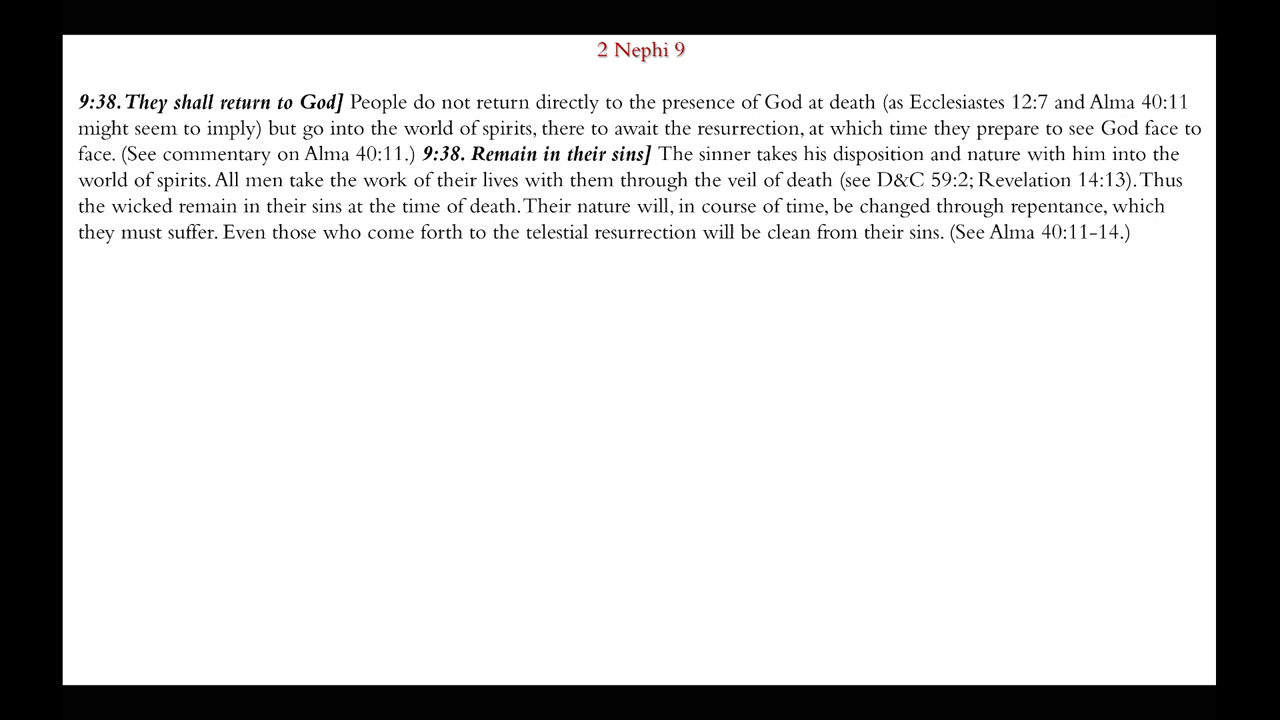 2 Nephi 9
9:38. They shall return to God] People do not return directly to the presence of God at death (as Ecclesiastes 12:7 and Alma 40:11
might seem to imply) but go into the world of spirits, there to await the resurrection, at which time they prepare to see God face to
face. (See commentary on Alma 40:11.) 9:38. Remain in their sins] The sinner takes his disposition and nature with him into the
world of spirits. All men take the work of their lives with them through the veil of death (see D&C 59:2; Revelation 14:13). Thus
the wicked remain in their sins at the time of death. Their nature will, in course of time, be changed through repentance, which
they must suffer. Even those who come forth to the telestial resurrection will be clean from their sins. (See Alma 40:11-14.)